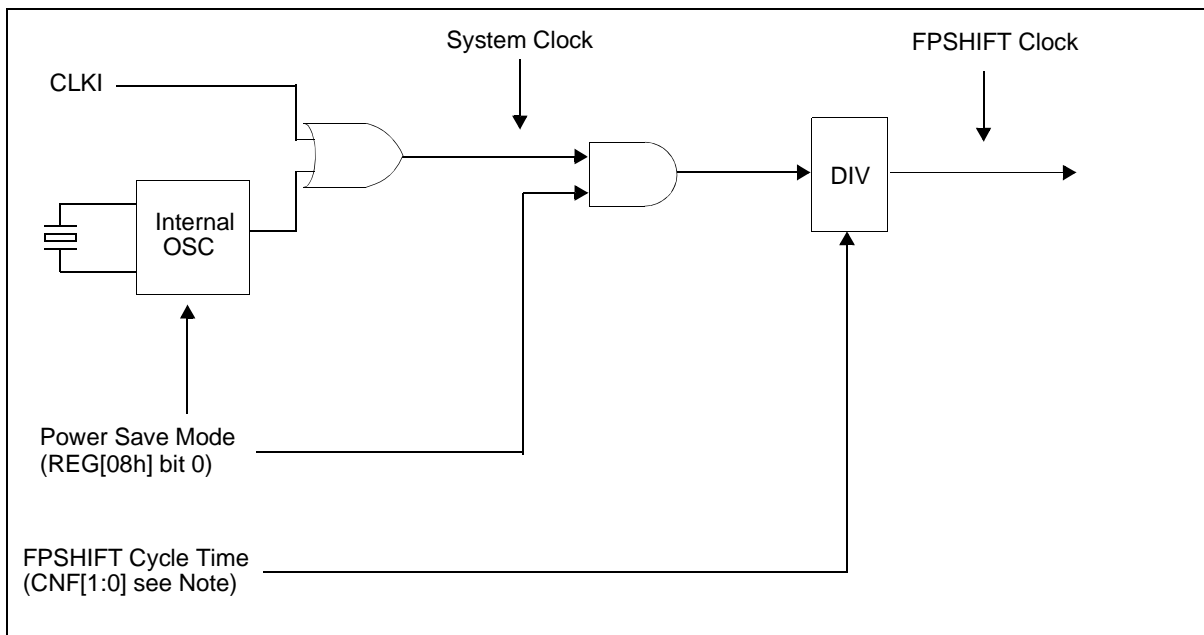 System Clock
FPSHIFT Clock
CLKI
DIV
Internal
OSC
Power Save Mode
(REG[08h] bit 0)
FPSHIFT Cycle Time
(CNF[1:0] see Note)